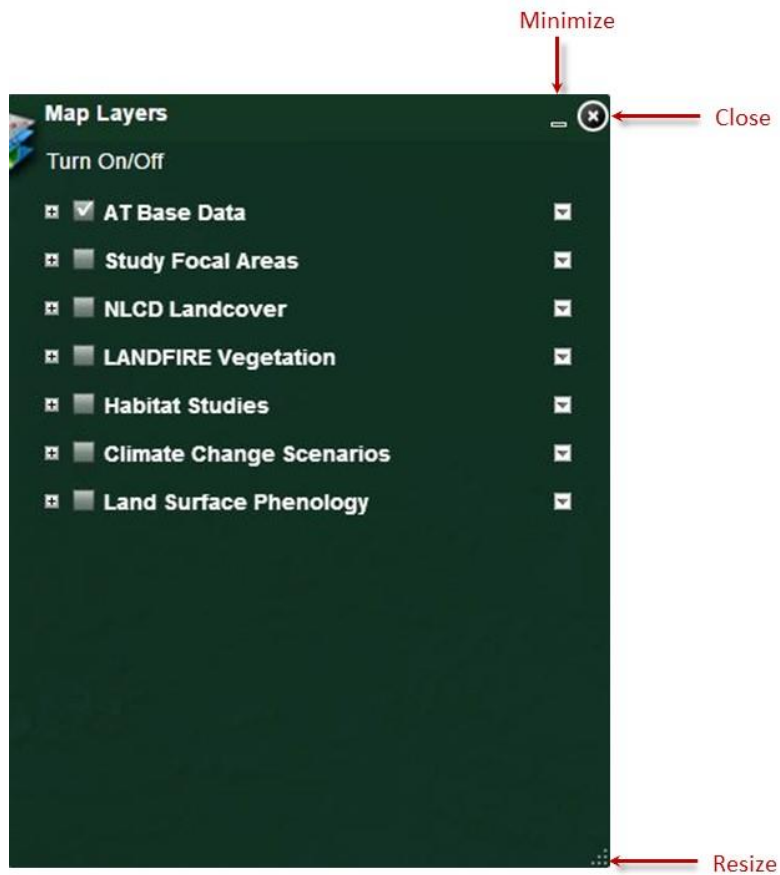 Minimize
Map Layers
Close
Turn On/Off
AT Base Data
Study Focal Areas
NLCD Landcover
LANDFIRE Vegetation
Habitat Studies
Climate Change Scenarios
Land Surface Phenology
Resize